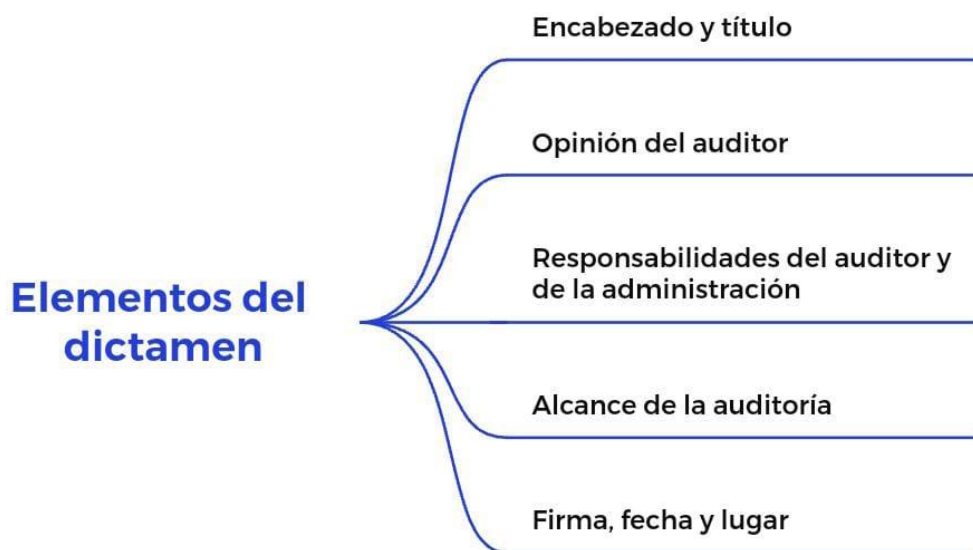 Encabezado y título
Opinión del auditor
Responsabilidades del auditor y
de la administración
Elementos del
dictamen
Alcance de la auditoría
Firma, fecha y lugar